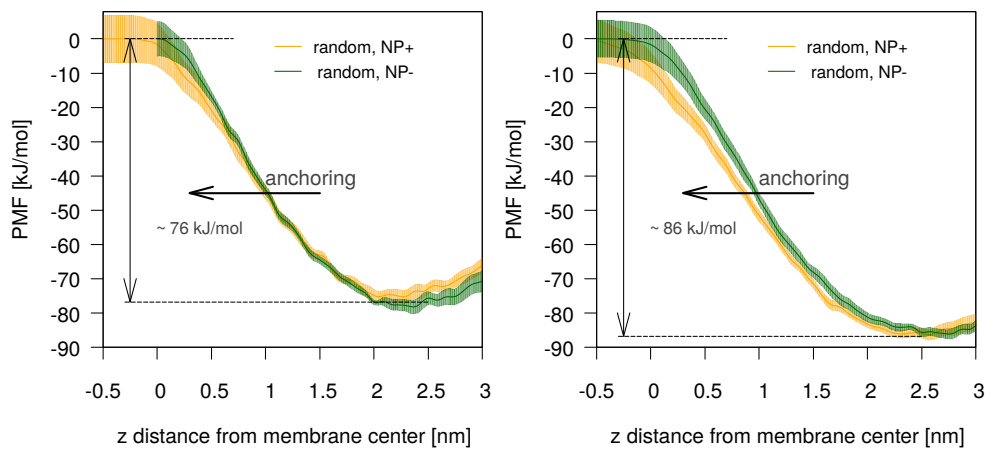 0
-10
-20
-30
-40
-50
-60
-70
-80
-90
PMF [kJ/mol]
random, NP+
random, NP-
anchoring
~ 76 kJ/mol
-0.5 0 0.5 1 1.5 2 2.5 3
z distance from membrane center [nm]
0
-10
-20
-30
-40
-50
-60
-70
-80
-90
PMF [kJ/mol]
random, NP+
random, NP-
anchoring
~ 86 kJ/mol
-0.5 0 0.5 1 1.5 2 2.5 3
z distance from membrane center [nm]